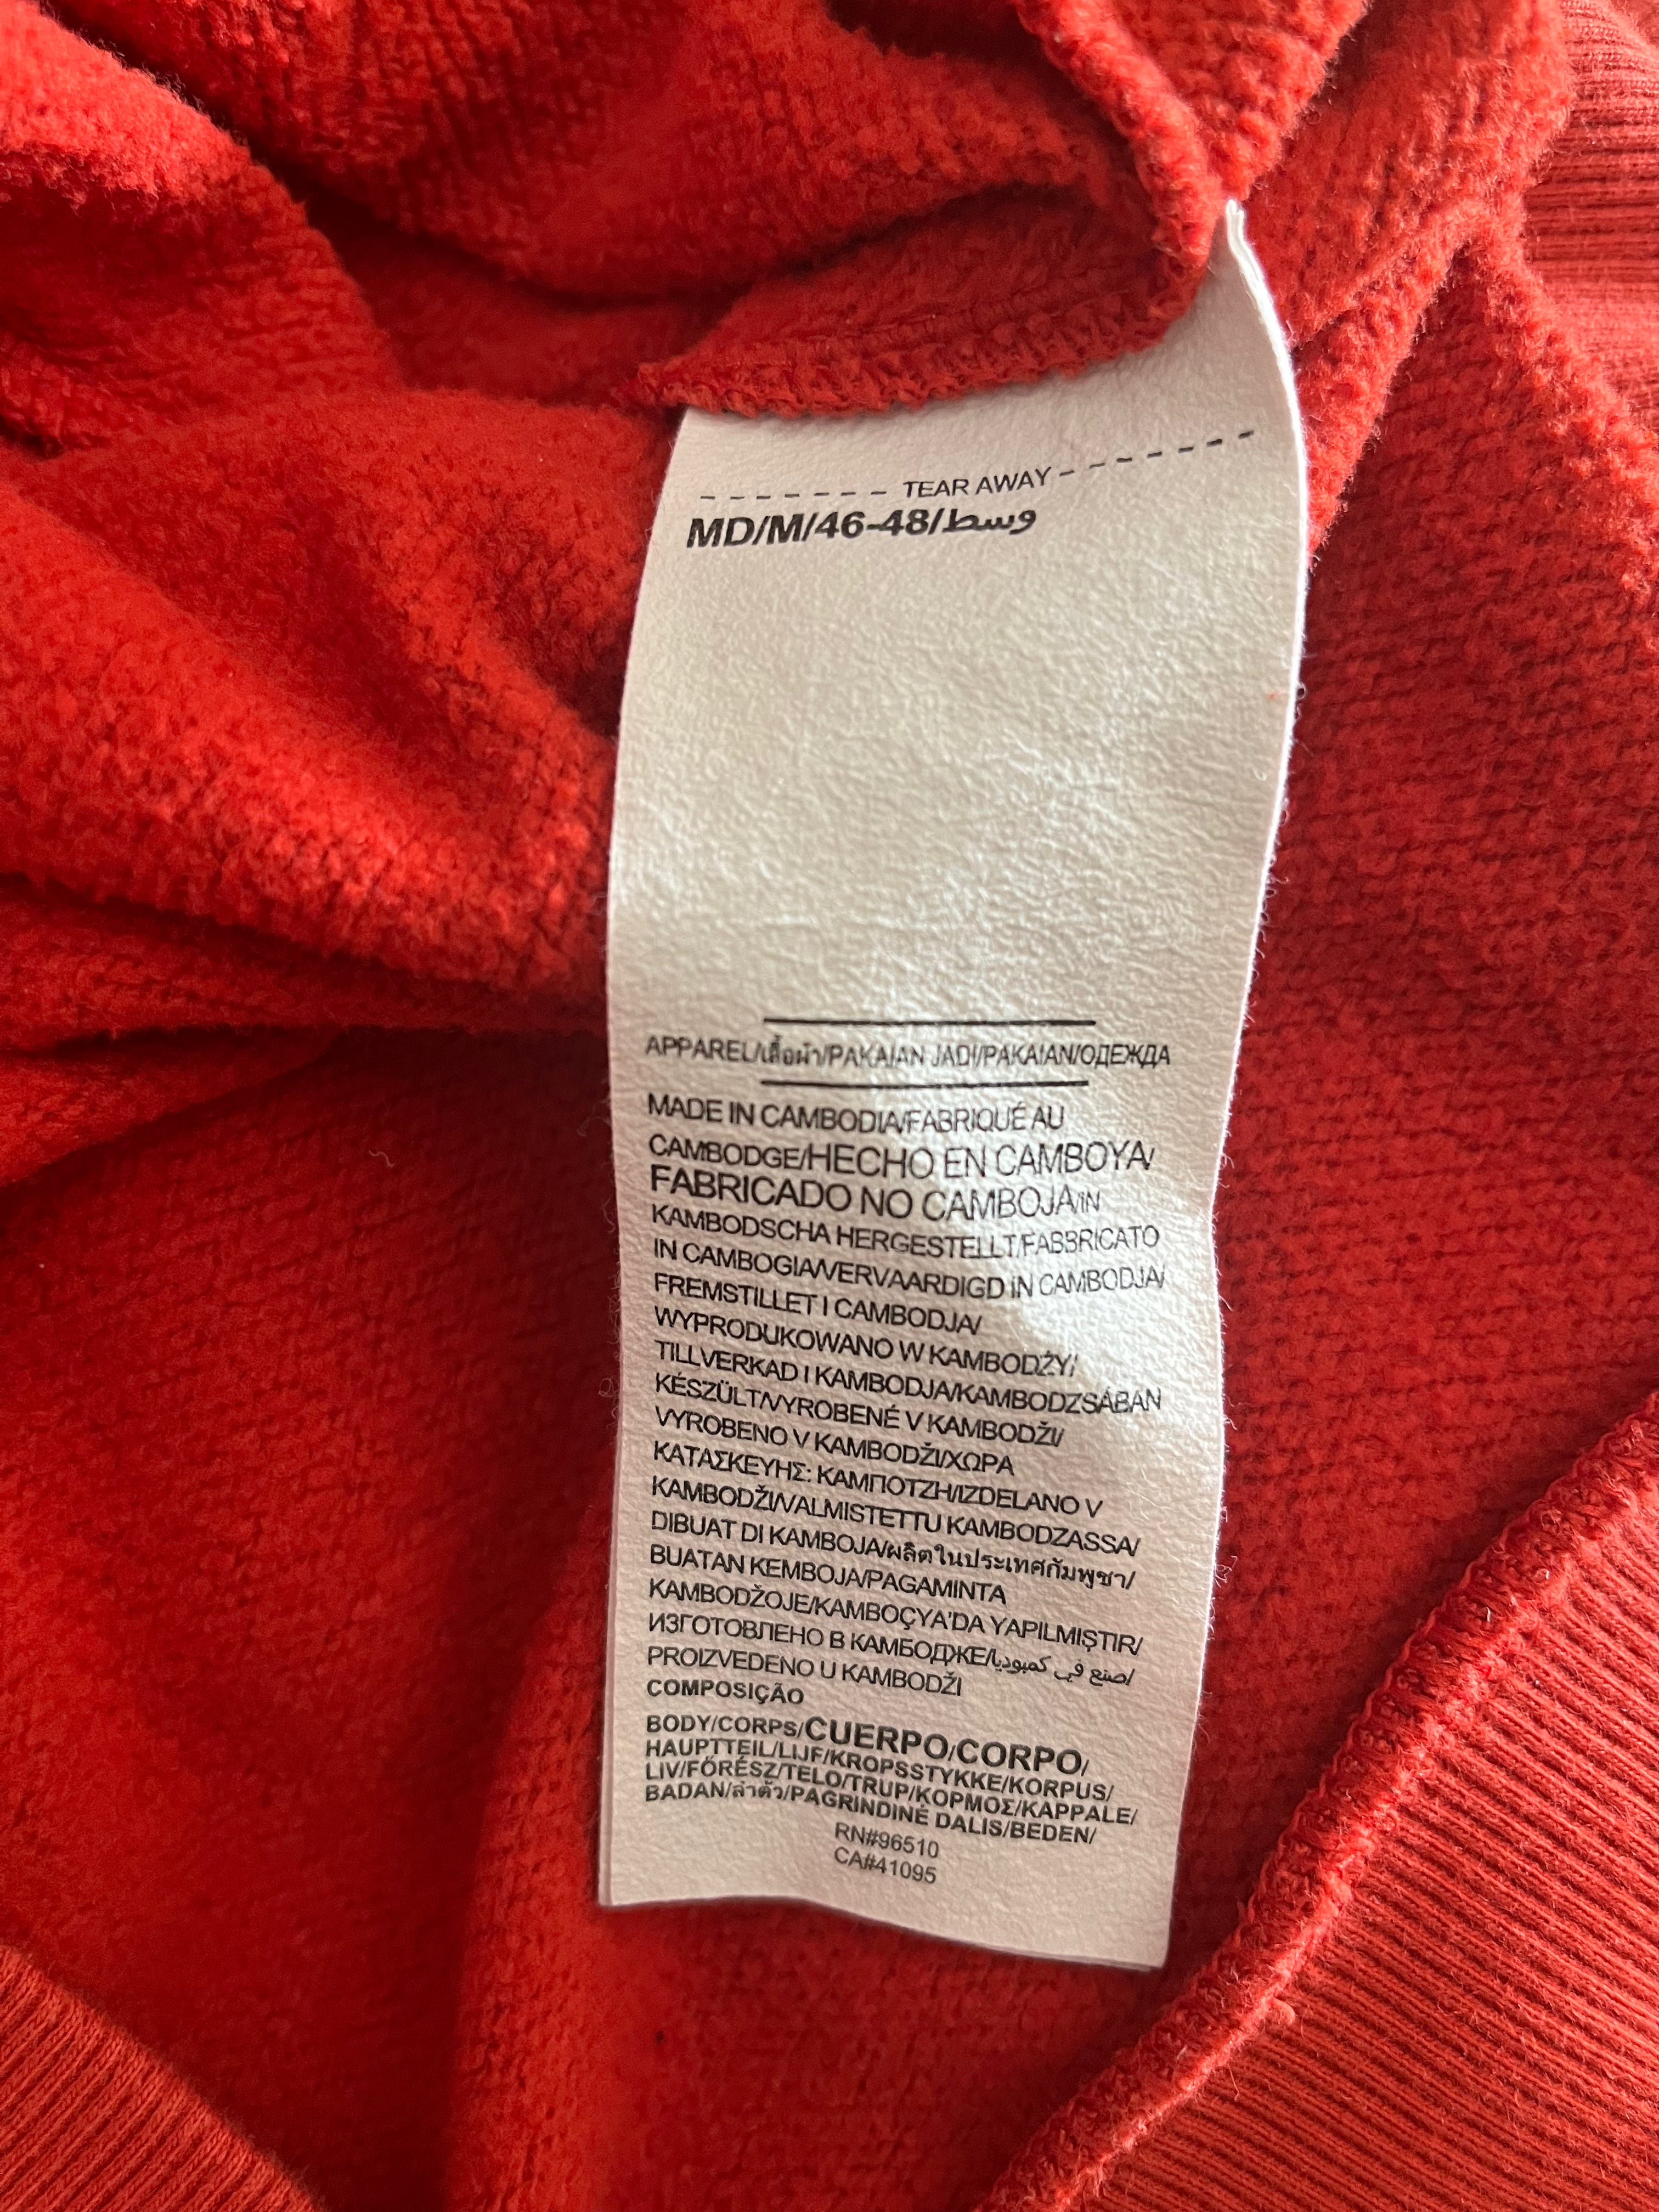 TEAR AWAY
MD/M/46-48/وسط
APPAREL/เสื้อผ้า/PAKAIAN JADI/PAKAIAN/ОДЕЖДА
MADE IN CAMBODIA/FABRIQUÉ AU
CAMBODGE/HECHO EN CAMBOYA/
FABRICADO NO CAMBOJA/IN
KAMBODSCHA HERGESTELLT/FABBRICATO
IN CAMBOGIA/VERVAARDIGD IN CAMBODJA/
FREMSTILLET I CAMBODJA/
WYPRODUKOWANO W KAMBODŻY/
TILLVERKAD I KAMBODJA/KAMBODZSÁBAN
KÉSZÜLT/VYROBENÉ V KAMBODŽI/
VYROBENO V KAMBODŽI/ΧΩΡΑ
ΚΑΤΑΣΚΕΥΗΣ: ΚΑΜΠΟΤΖΗ/IZDELANO V
KAMBODŽI/VALMISTETTU KAMBODZASSA/
DIBUAT DI KAMBOJA/ผลิตในประเทศกัมพูชา/
BUATAN KEMBOJA/PAGAMINTA
KAMBODŽOJE/KAMBOÇYA'DA YAPILMIŞTIR/
ИЗГОТОВЛЕНО В КАМБОДЖЕ/صنع في كمبوديا/
PROIZVEDENO U KAMBODŽI
COMPOSIÇÃO
BODY/CORPS/CUERPO/CORPO/
HAUPTTEIL/LIJF/KROPSSTYKKE/KORPUS/
LIV/FŐRÉSZ/TELO/TRUP/ΚΟΡΜΟΣ/KAPPALE/
BADAN/ลำตัว/PAGRINDINĖ DALIS/BEDEN/
RN#96510
CA#41095